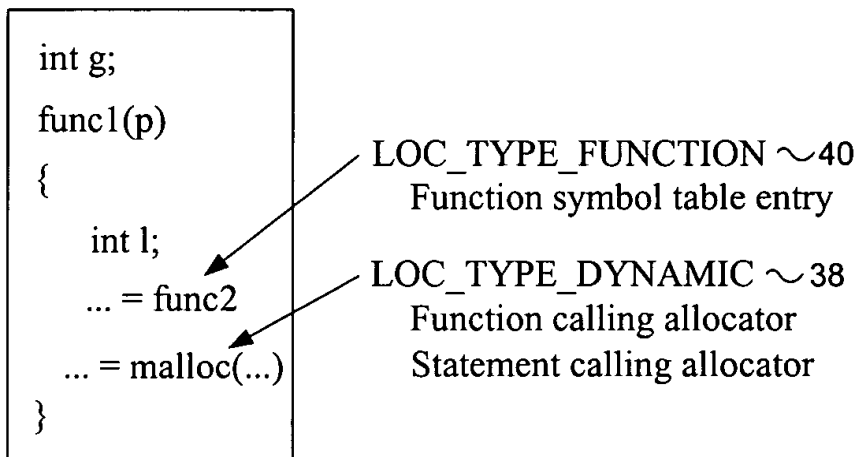 int g;
func1(p)
{
int l;
... = func2
... = malloc(...)
}
LOC_TYPE_FUNCTION ~40
Function symbol table entry
LOC_TYPE_DYNAMIC ~38
Function calling allocator
Statement calling allocator